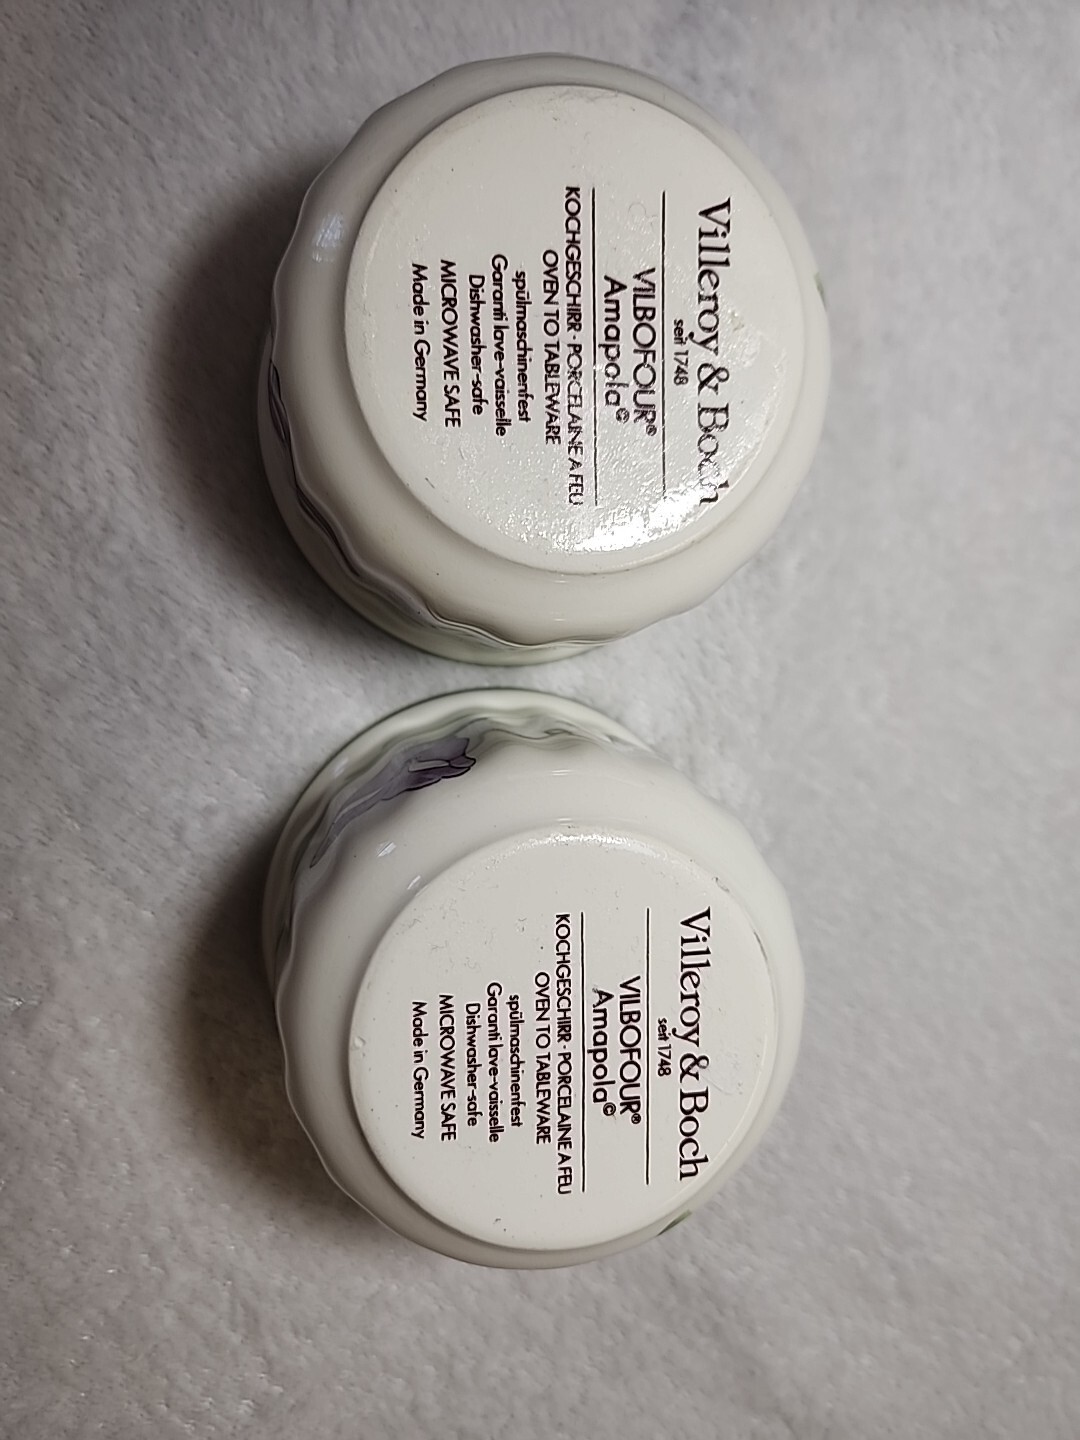 Villeroy & Boch
seit 1748
VILBOFOUR®
Amapola©
KOCHGESCHIRR · PORCELAINE A FEU
OVEN TO TABLEWARE
spülmaschinenfest
Garanti lave-vaisselle
Dishwasher-safe
MICROWAVE SAFE
Made in Germany
Villeroy & Boch
seit 1748
VILBOFOUR®
Amapola©
KOCHGESCHIRR · PORCELAINE A FEU
OVEN TO TABLEWARE
spülmaschinenfest
Garanti lave-vaisselle
Dishwasher-safe
MICROWAVE SAFE
Made in Germany